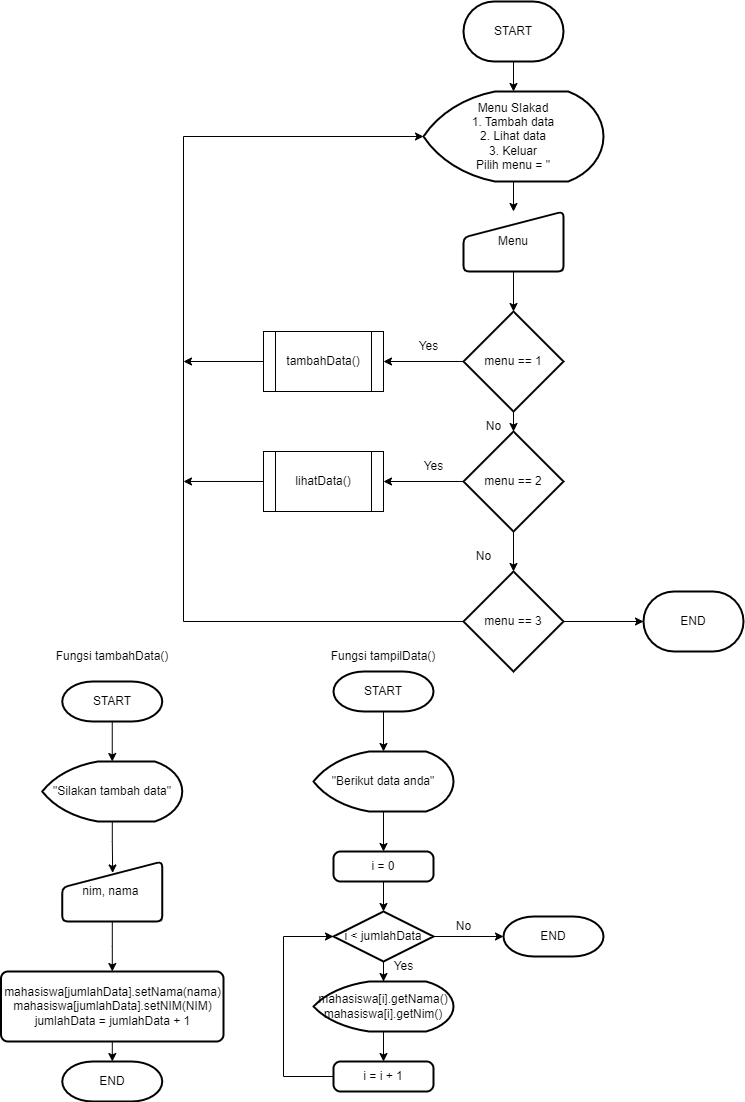 START
Menu SIakad
1. Tambah data
2. Lihat data
3. Keluar
Pilih menu = "
Menu
menu == 1
Yes
tambahData()
No
menu == 2
Yes
lihatData()
No
menu == 3
END
Fungsi tambahData()
START
"Silakan tambah data"
nim, nama
mahasiswa[jumlahData].setNama(nama)
mahasiswa[jumlahData].setNIM(NIM)
jumlahData = jumlahData + 1
END
Fungsi tampilData()
START
"Berikut data anda"
i = 0
i < jumlahData
No
END
Yes
mahasiswa[i].getNama()
mahasiswa[i].getNim()
i = i + 1